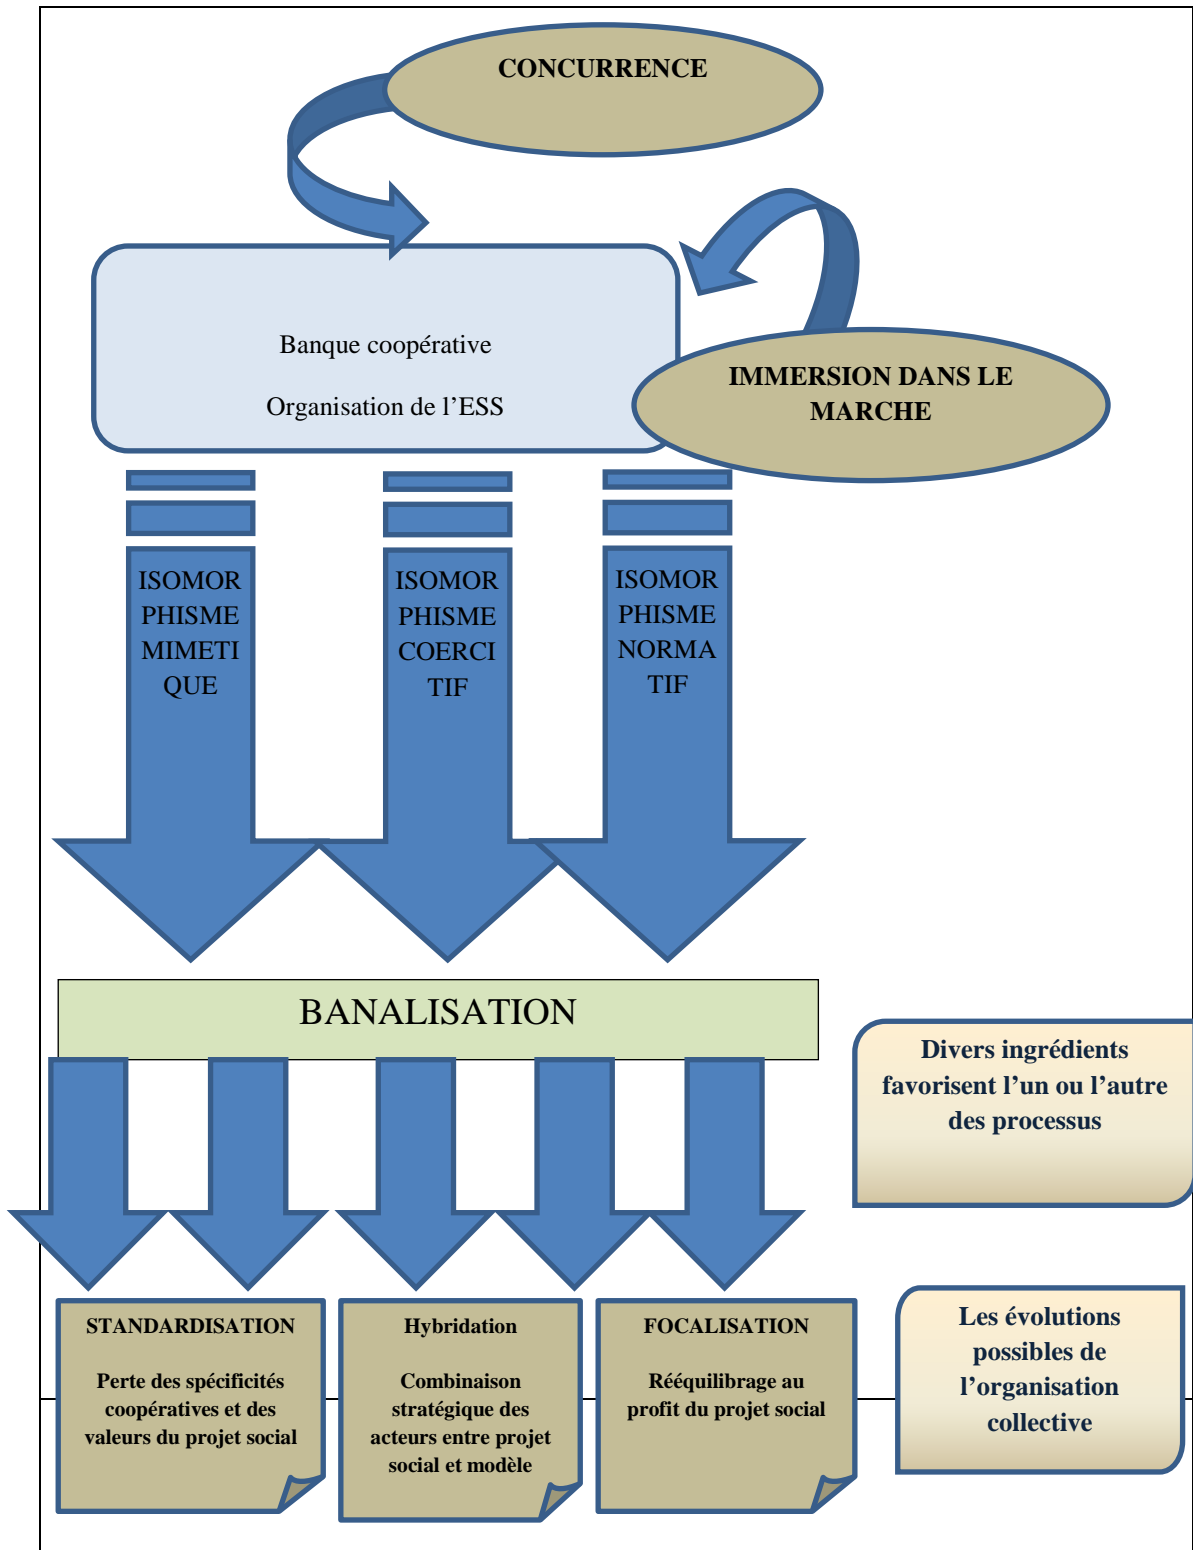 CONCURRENCE
Banque coopérative
Organisation de l’ESS
IMMERSION DANS LE
MARCHE
ISOMOR
PHISME
MIMETI
QUE
ISOMOR
PHISME
COERCI
TIF
ISOMOR
PHISME
NORMA
TIF
BANALISATION
Divers ingrédients
favorisent l’un ou l’autre
des processus
STANDARDISATION
Perte des spécificités
coopératives et des
valeurs du projet social
Hybridation
Combinaison
stratégique des
acteurs entre projet
social et modèle
FOCALISATION
Rééquilibrage au
profit du projet social
Les évolutions
possibles de
l’organisation
collective